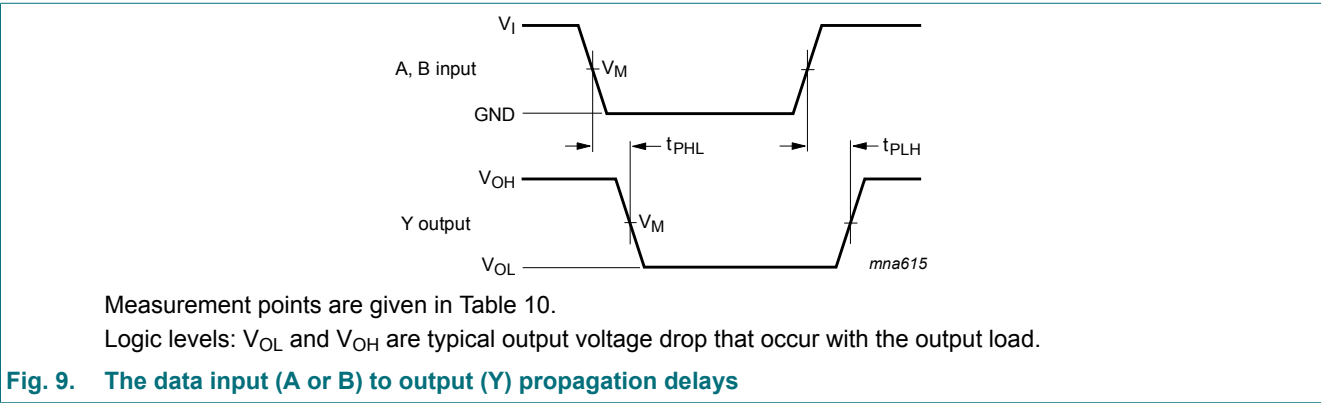 V_I
A, B input
V_M
GND
t_PHL
t_PLH
V_OH
Y output
V_M
V_OL
mna615
Measurement points are given in Table 10.
Logic levels: V_OL and V_OH are typical output voltage drop that occur with the output load.
Fig. 9. The data input (A or B) to output (Y) propagation delays